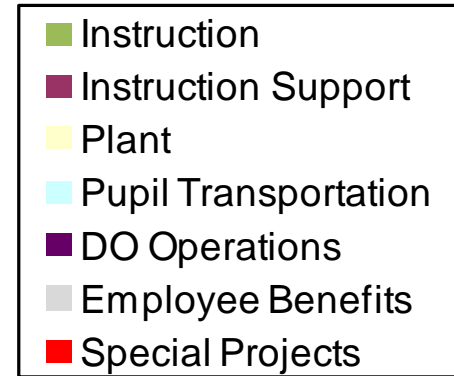 Instruction
Instruction Support
Plant
Pupil Transportation
DO Operations
Employee Benefits
Special Projects